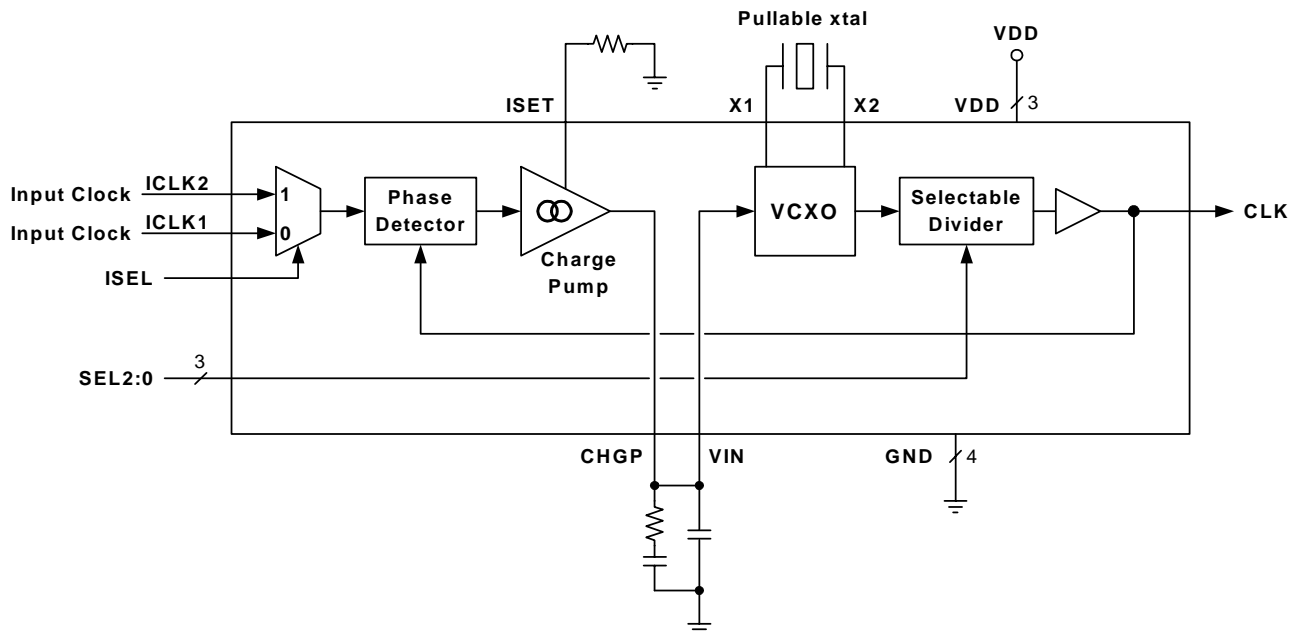 Pullable xtal
VDD
ISET
X1
X2
VDD
3
Input Clock
ICLK2
1
Phase
Detector
VCXO
Selectable
Divider
CLK
Input Clock
ICLK1
0
ISEL
Charge
Pump
SEL2:0
3
CHGP
VIN
GND
4